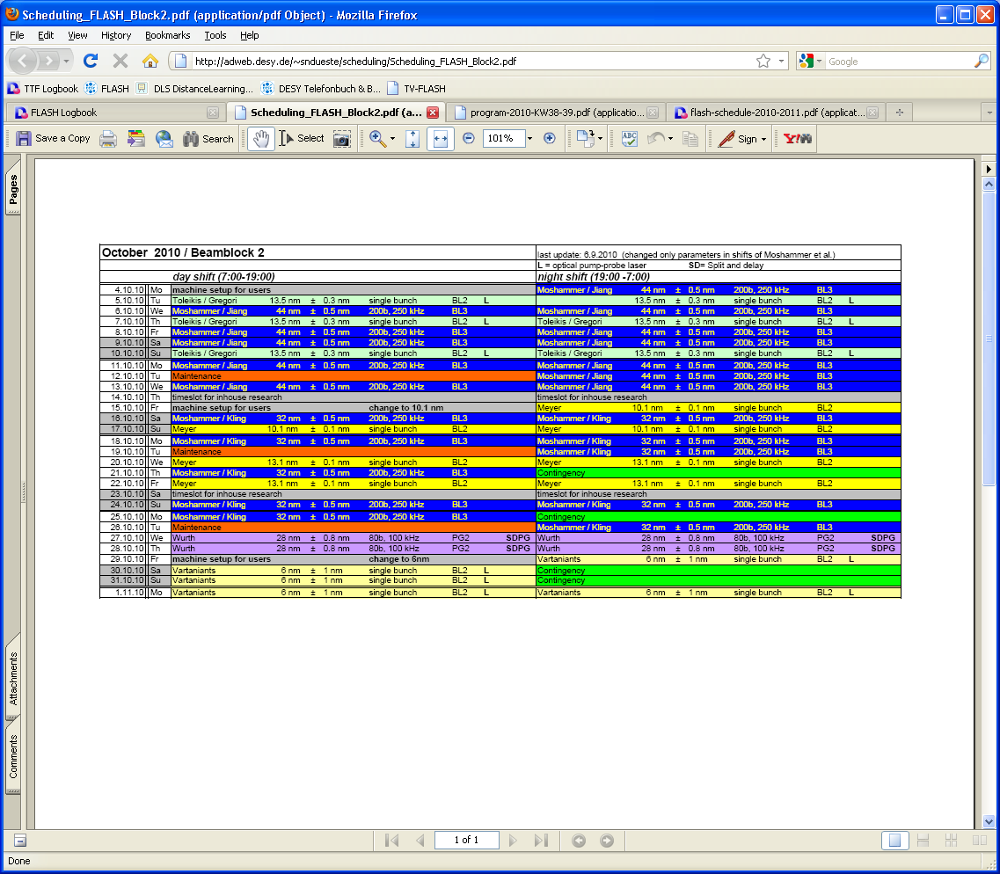 Scheduling_FLASH_Block2.pdf (application/pdf Object) - Mozilla Firefox
File Edit View History Bookmarks Tools Help
http://adweb.desy.de/~sndueste/scheduling/Scheduling_FLASH_Block2.pdf Google
TTF Logbook FLASH DLS DistanceLearning... DESY Telefonbuch & B... TV-FLASH
FLASH Logbook Scheduling_FLASH_Block2.pdf (a... program-2010-KW38-39.pdf (applicatio... flash-schedule-2010-2011.pdf (applicat...
Save a Copy Search Select 101% Sign Y!
Pages
October 2010 / Beamblock 2 last update: 6.9.2010 (changed only parameters in shifts of Moshammer et al.)
L = optical pump-probe laser SD= Split and delay
day shift (7:00-19:00) night shift (19:00 -7:00)
4.10.10 Mo machine setup for users Moshammer / Jiang 44 nm ± 0.5 nm 200b, 250 kHz BL3
5.10.10 Tu Toleikis / Gregori 13.5 nm ± 0.3 nm single bunch BL2 L 13.5 nm ± 0.3 nm single bunch BL2 L
6.10.10 We Moshammer / Jiang 44 nm ± 0.5 nm 200b, 250 kHz BL3 Moshammer / Jiang 44 nm ± 0.5 nm 200b, 250 kHz BL3
7.10.10 Th Toleikis / Gregori 13.5 nm ± 0.3 nm single bunch BL2 L Toleikis / Gregori 13.5 nm ± 0.3 nm single bunch BL2 L
8.10.10 Fr Moshammer / Jiang 44 nm ± 0.5 nm 200b, 250 kHz BL3 Moshammer / Jiang 44 nm ± 0.5 nm 200b, 250 kHz BL3
9.10.10 Sa Moshammer / Jiang 44 nm ± 0.5 nm 200b, 250 kHz BL3 Moshammer / Jiang 44 nm ± 0.5 nm 200b, 250 kHz BL3
10.10.10 Su Toleikis / Gregori 13.5 nm ± 0.3 nm single bunch BL2 L Toleikis / Gregori 13.5 nm ± 0.3 nm single bunch BL2 L
11.10.10 Mo Moshammer / Jiang 44 nm ± 0.5 nm 200b, 250 kHz BL3 Moshammer / Jiang 44 nm ± 0.5 nm 200b, 250 kHz BL3
12.10.10 Tu Maintenance Moshammer / Jiang 44 nm ± 0.5 nm 200b, 250 kHz BL3
13.10.10 We Moshammer / Jiang 44 nm ± 0.5 nm 200b, 250 kHz BL3 Moshammer / Jiang 44 nm ± 0.5 nm 200b, 250 kHz BL3
14.10.10 Th timeslot for inhouse research timeslot for inhouse research
15.10.10 Fr machine setup for users change to 10.1 nm Meyer 10.1 nm ± 0.1 nm single bunch BL2
16.10.10 Sa Moshammer / Kling 32 nm ± 0.5 nm 200b, 250 kHz BL3 Moshammer / Kling 32 nm ± 0.5 nm 200b, 250 kHz BL3
17.10.10 Su Meyer 10.1 nm ± 0.1 nm single bunch BL2 Meyer 10.1 nm ± 0.1 nm single bunch BL2
18.10.10 Mo Moshammer / Kling 32 nm ± 0.5 nm 200b, 250 kHz BL3 Moshammer / Kling 32 nm ± 0.5 nm 200b, 250 kHz BL3
19.10.10 Tu Maintenance Moshammer / Kling 32 nm ± 0.5 nm 200b, 250 kHz BL3
20.10.10 We Meyer 13.1 nm ± 0.1 nm single bunch BL2 Meyer 13.1 nm ± 0.1 nm single bunch BL2
21.10.10 Th Moshammer / Kling 32 nm ± 0.5 nm 200b, 250 kHz BL3 Contingency
22.10.10 Fr Meyer 13.1 nm ± 0.1 nm single bunch BL2 Meyer 13.1 nm ± 0.1 nm single bunch BL2
23.10.10 Sa timeslot for inhouse research timeslot for inhouse research
24.10.10 Su Moshammer / Kling 32 nm ± 0.5 nm 200b, 250 kHz BL3 Moshammer / Kling 32 nm ± 0.5 nm 200b, 250 kHz BL3
25.10.10 Mo Moshammer / Kling 32 nm ± 0.5 nm 200b, 250 kHz BL3 Contingency
26.10.10 Tu Maintenance Moshammer / Kling 32 nm ± 0.5 nm 200b, 250 kHz BL3
27.10.10 We Wurth 28 nm ± 0.8 nm 80b, 100 kHz PG2 SDPG Wurth 28 nm ± 0.8 nm 80b, 100 kHz PG2 SDPG
28.10.10 Th Wurth 28 nm ± 0.8 nm 80b, 100 kHz PG2 SDPG Wurth 28 nm ± 0.8 nm 80b, 100 kHz PG2 SDPG
29.10.10 Fr machine setup for users change to 6nm Vartaniants 6 nm ± 1 nm single bunch BL2 L
30.10.10 Sa Vartaniants 6 nm ± 1 nm single bunch BL2 L Contingency
31.10.10 Su Vartaniants 6 nm ± 1 nm single bunch BL2 L Contingency
1.11.10 Mo Vartaniants 6 nm ± 1 nm single bunch BL2 L Vartaniants 6 nm ± 1 nm single bunch BL2 L
Attachments
Comments
1 of 1
Done